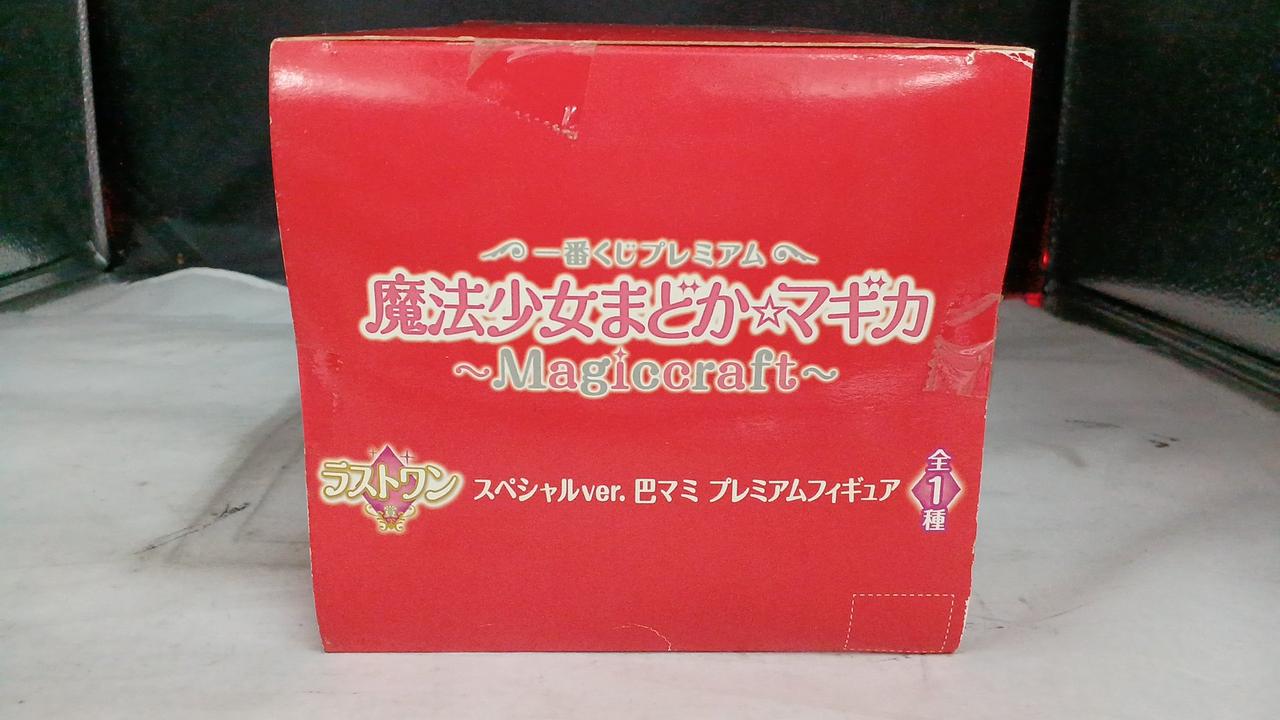 一番くじプレミアム
魔法少女まどか☆マギカ
~Magiccraft~
ラストワン賞 スペシャルver. 巴マミ プレミアムフィギュア 全1種